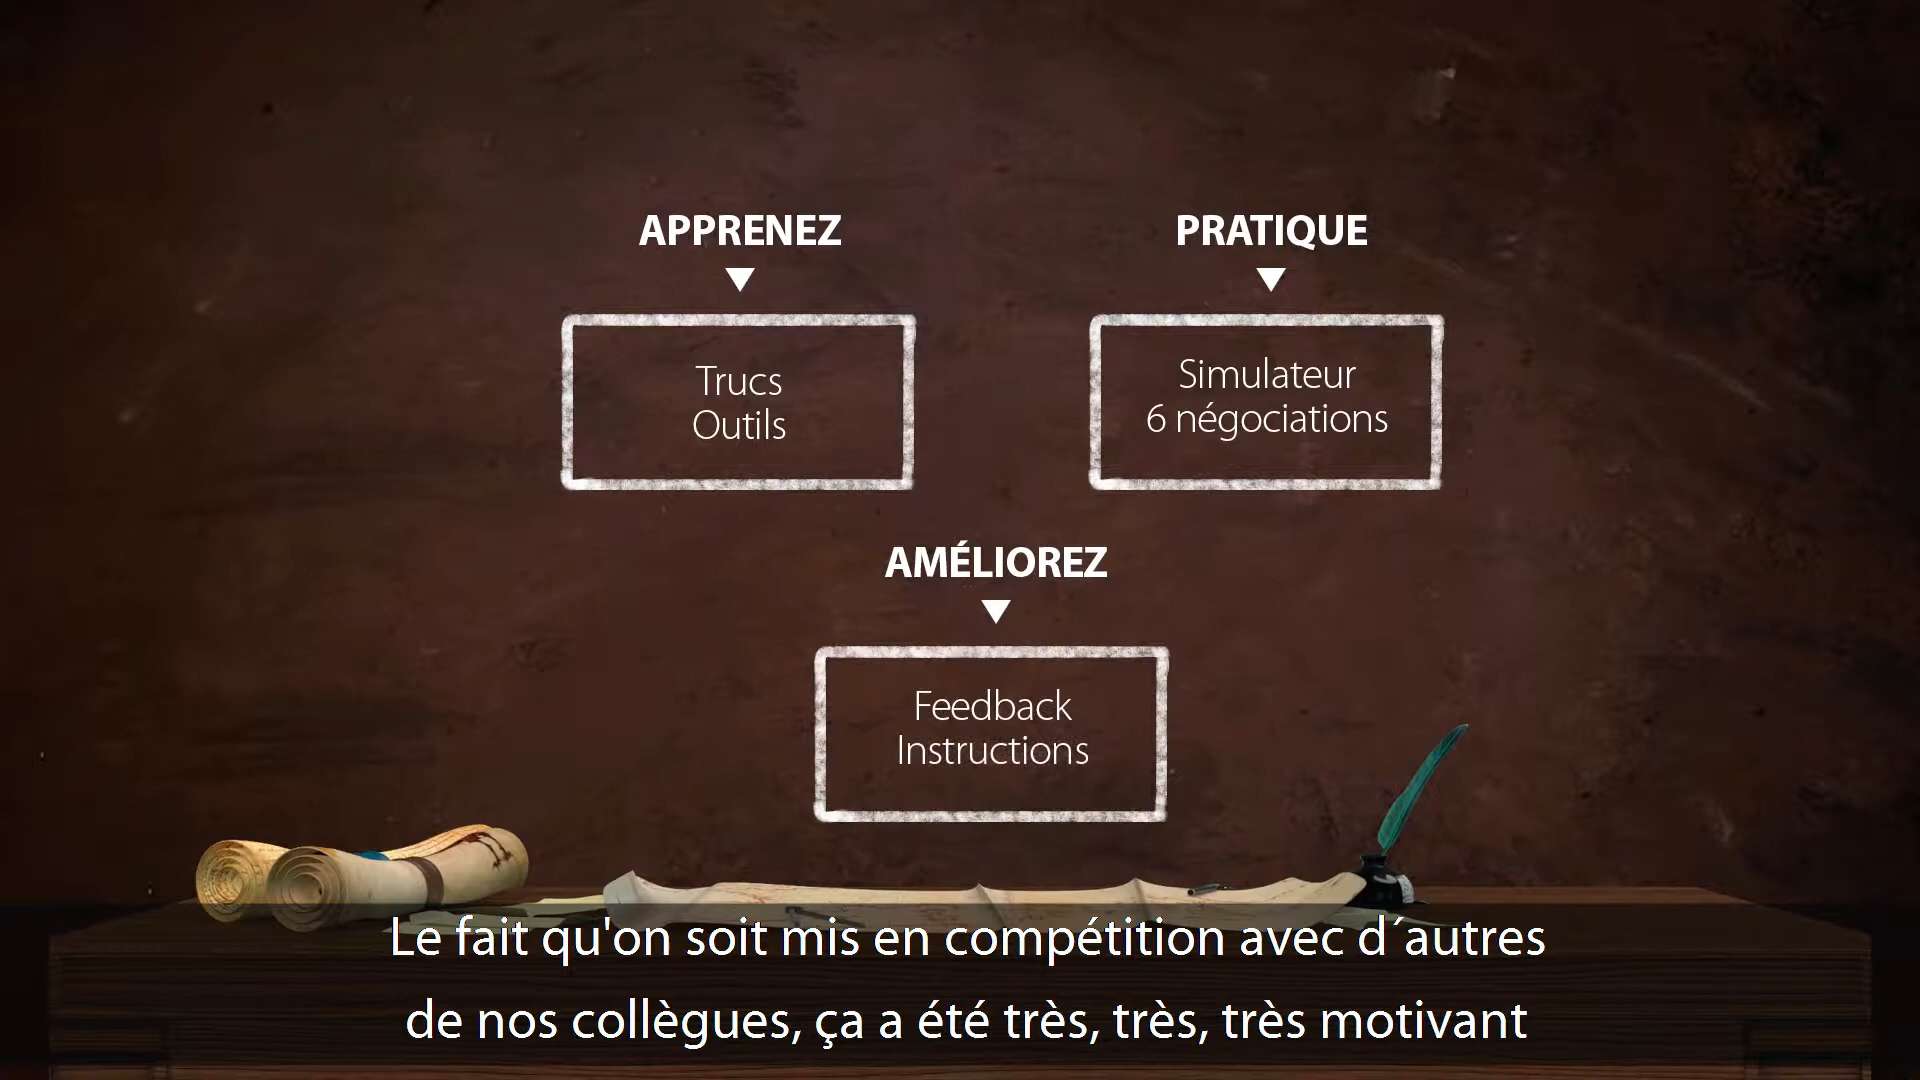 APPRENEZ
Trucs
Outils
PRATIQUE
Simulateur
6 négociations
AMÉLIOREZ
Feedback
Instructions
Le fait qu'on soit mis en compétition avec d´autres
de nos collègues, ça a été très, très, très motivant